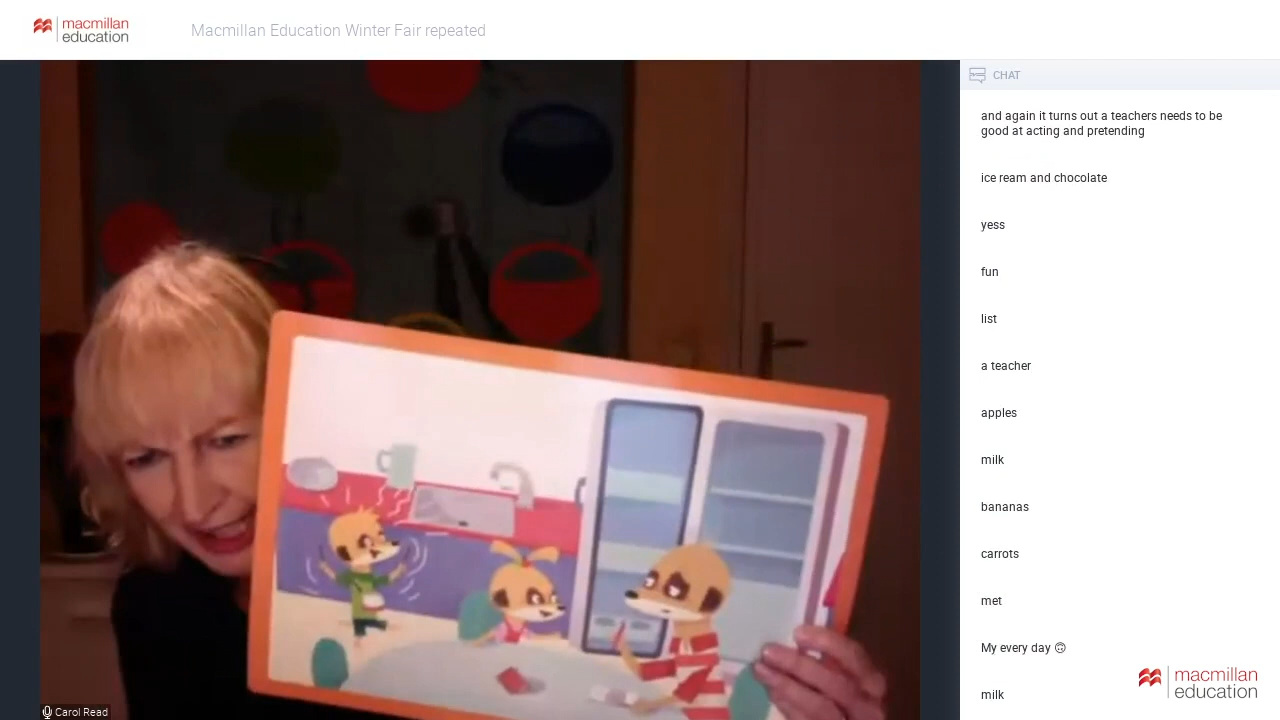 macmillan
education
Macmillan Education Winter Fair repeated
CHAT
and again it turns out a teachers needs to be
good at acting and pretending
ice ream and chocolate
yess
fun
list
a teacher
apples
milk
bananas
carrots
met
My every day 🙃
milk
macmillan
education
Carol Read